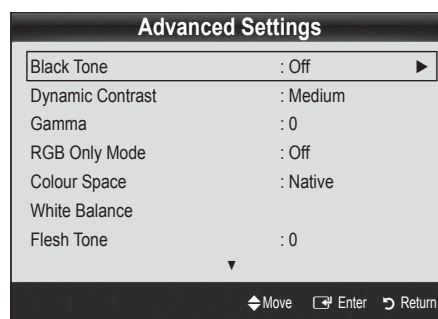 Advanced Settings
Black Tone : Off ▶
Dynamic Contrast : Medium
Gamma : 0
RGB Only Mode : Off
Colour Space : Native
White Balance
Flesh Tone : 0
▼
Move Enter Return